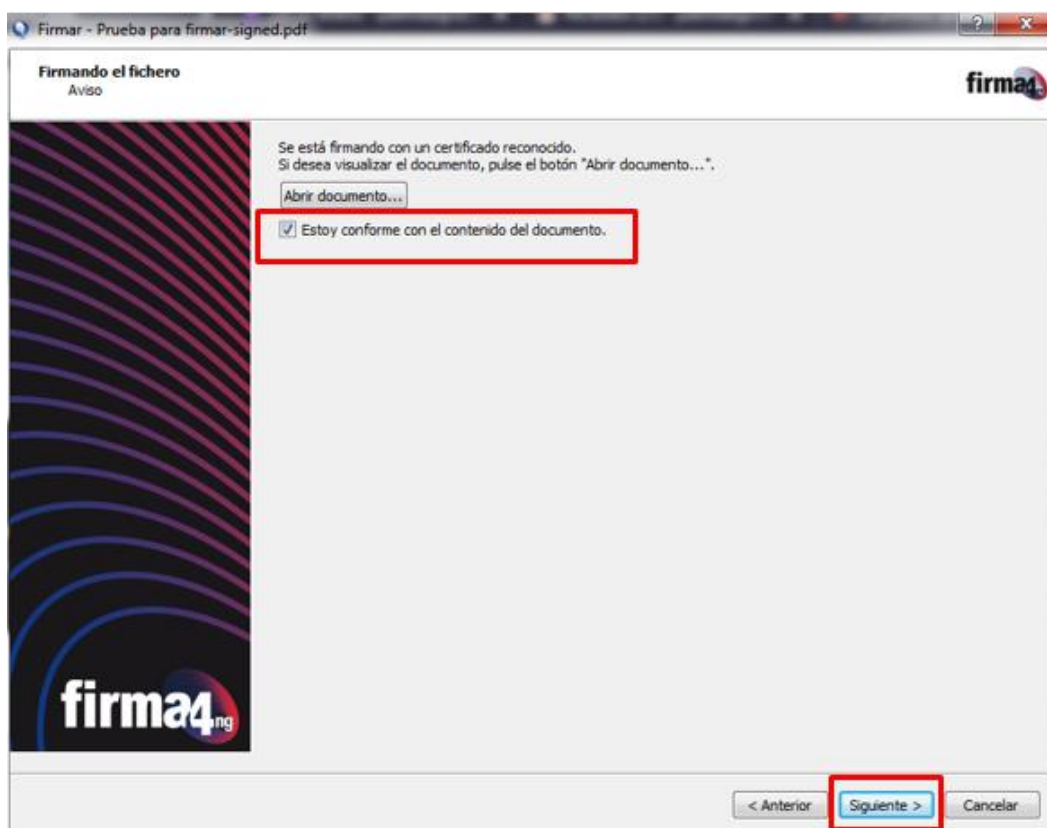 Firmar - Prueba para firmar-signed.pdf
Firmando el fichero
Aviso
firma4
Se está firmando con un certificado reconocido.
Si desea visualizar el documento, pulse el botón "Abrir documento...".
Abrir documento...
Estoy conforme con el contenido del documento.
firma4ng
< Anterior
Siguiente >
Cancelar